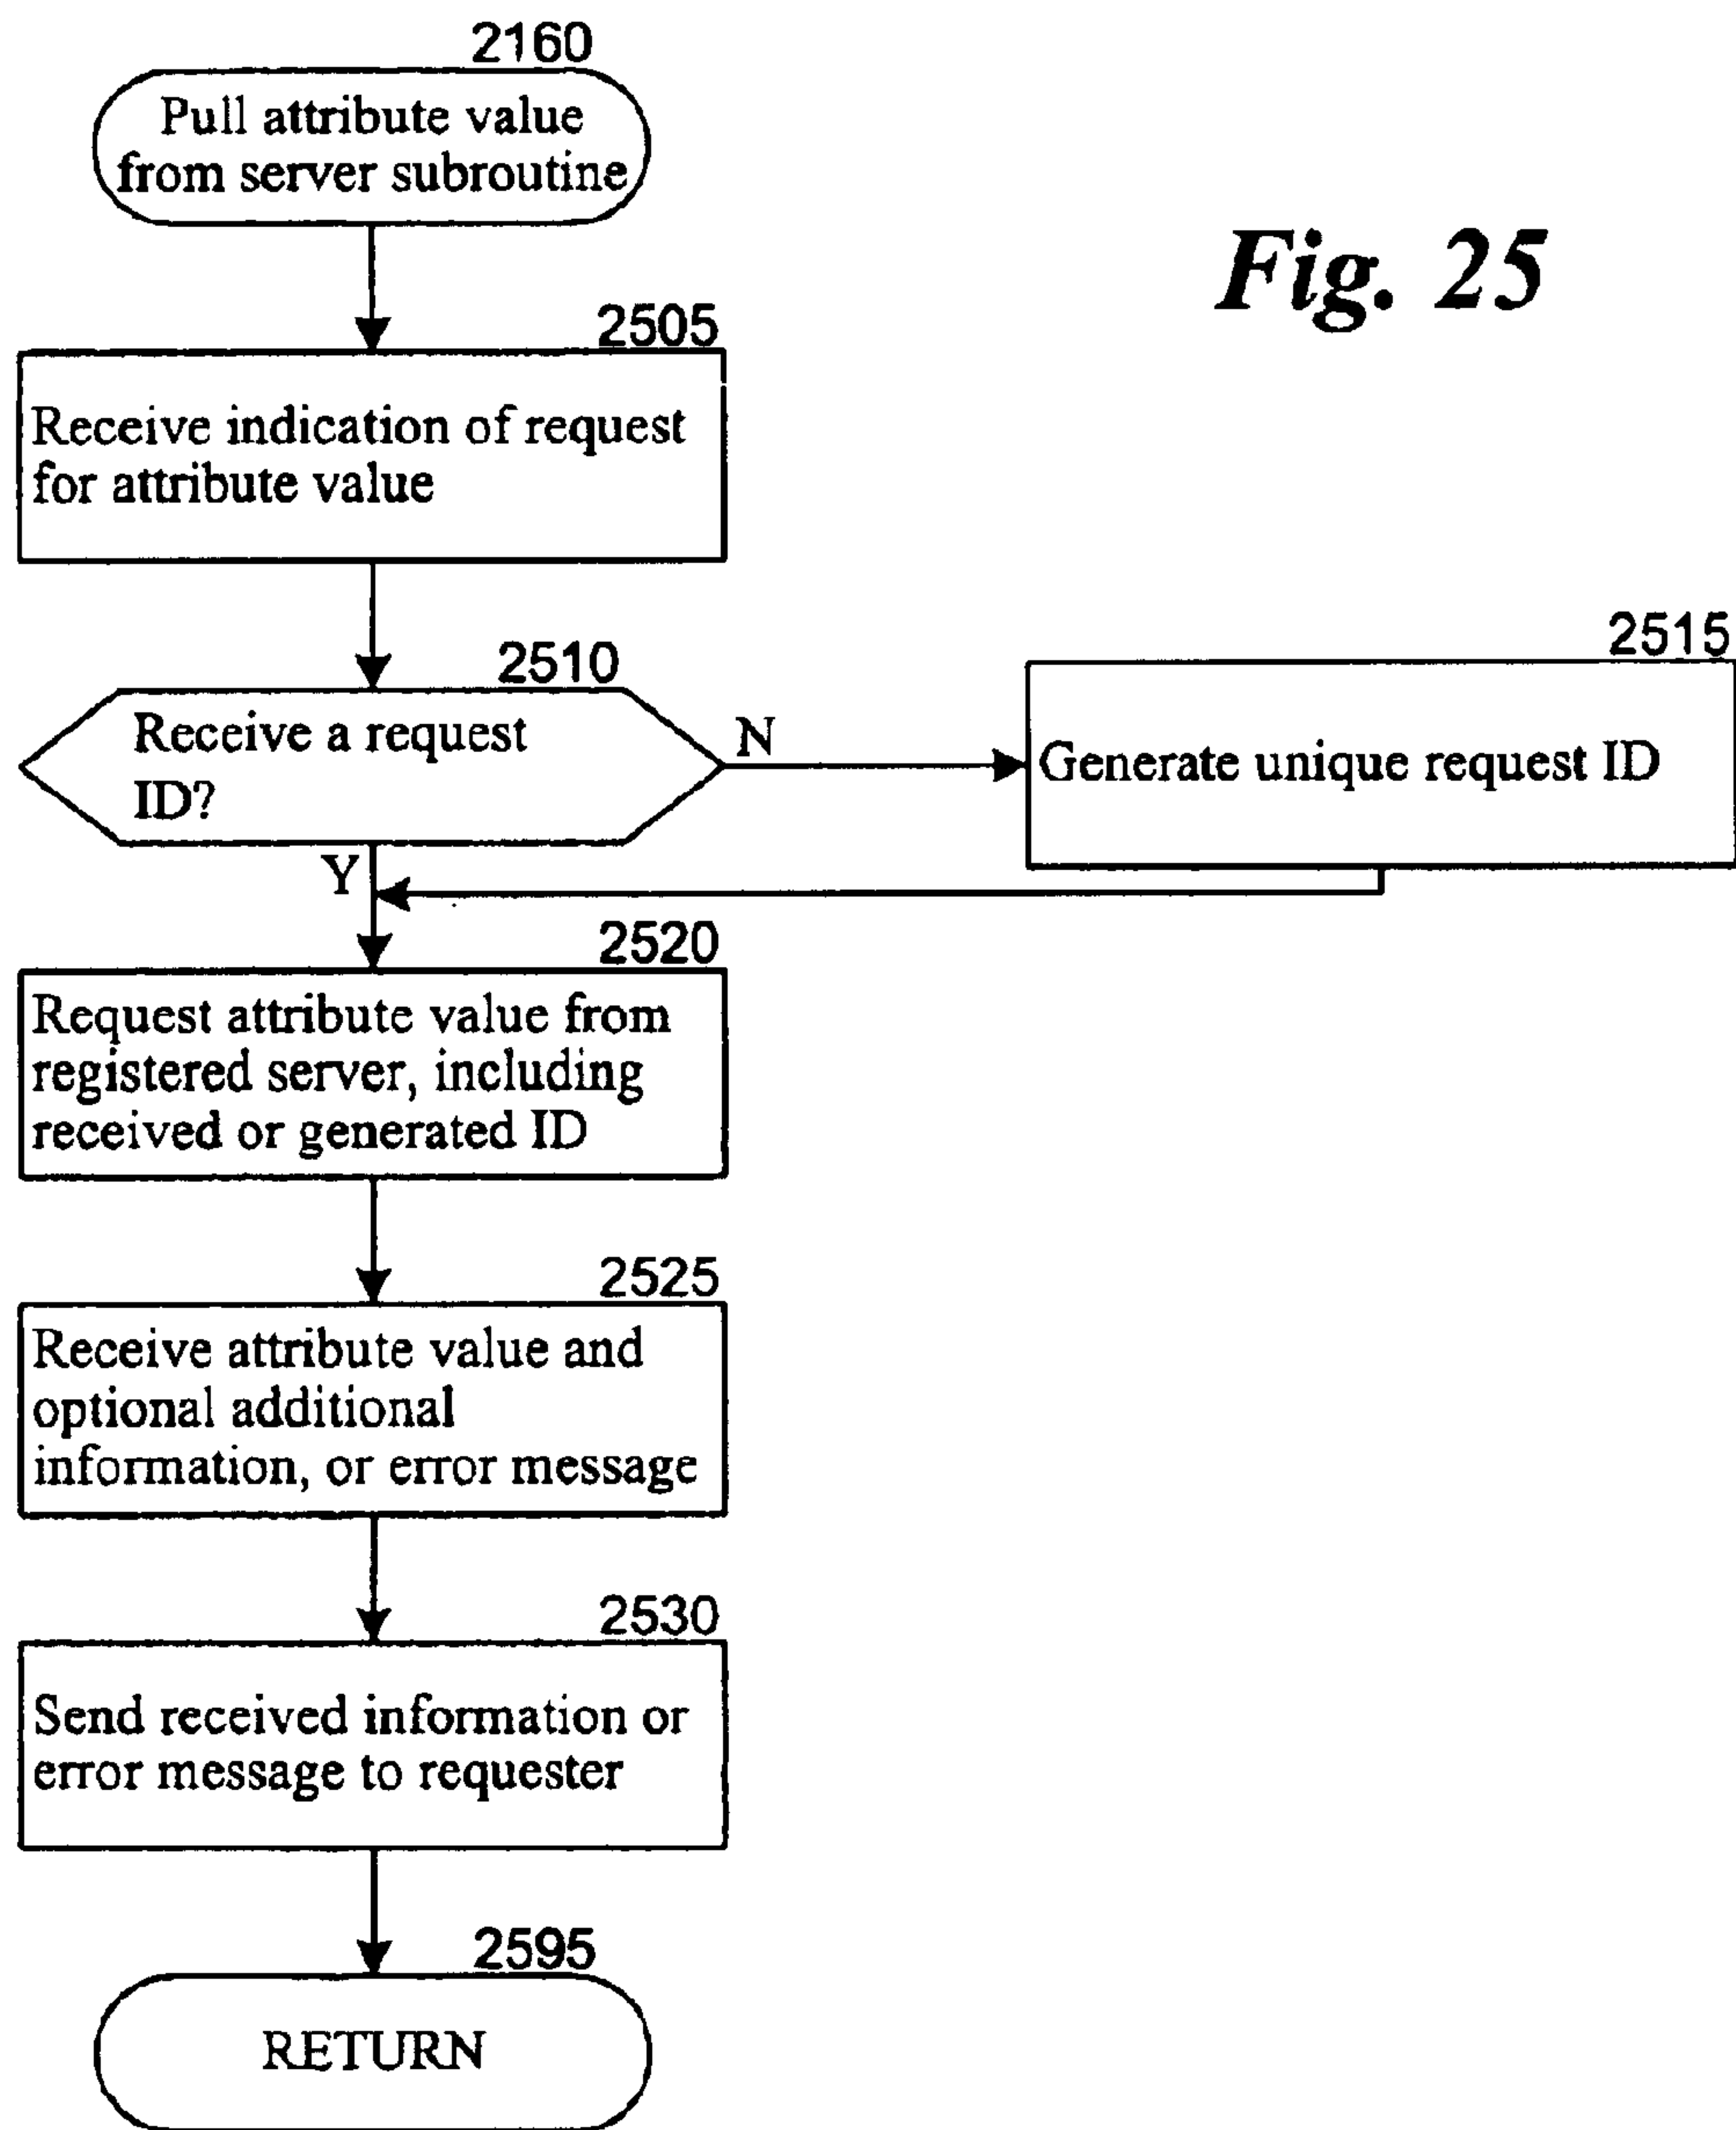 2160
Pull attribute value
from server subroutine
Fig. 25
2505
Receive indication of request
for attribute value
2510
Receive a request
ID?
N
2515
Generate unique request ID
Y
2520
Request attribute value from
registered server, including
received or generated ID
2525
Receive attribute value and
optional additional
information, or error message
2530
Send received information or
error message to requester
2595
RETURN